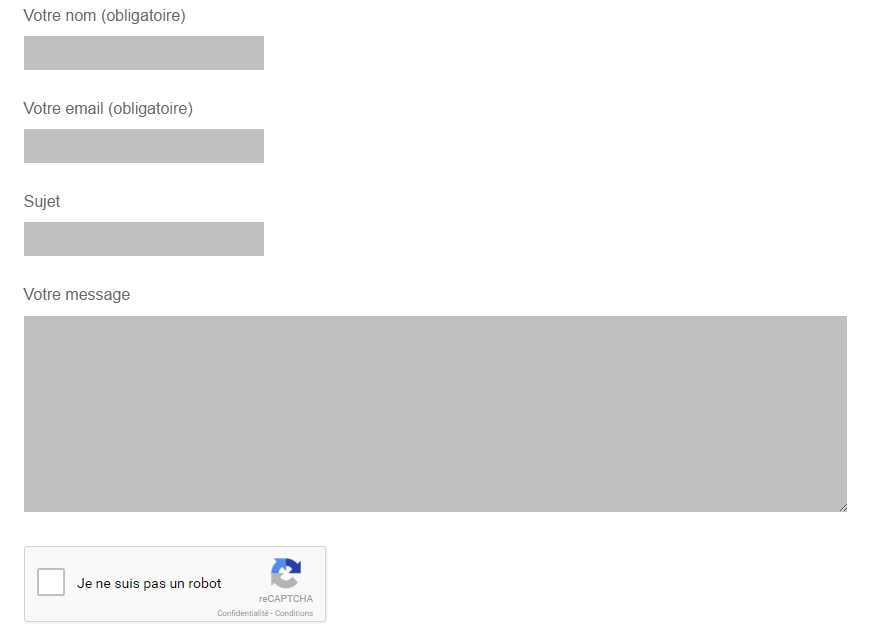 Votre nom (obligatoire)
Votre email (obligatoire)
Sujet
Votre message
Je ne suis pas un robot
reCAPTCHA
Confidentialité - Conditions